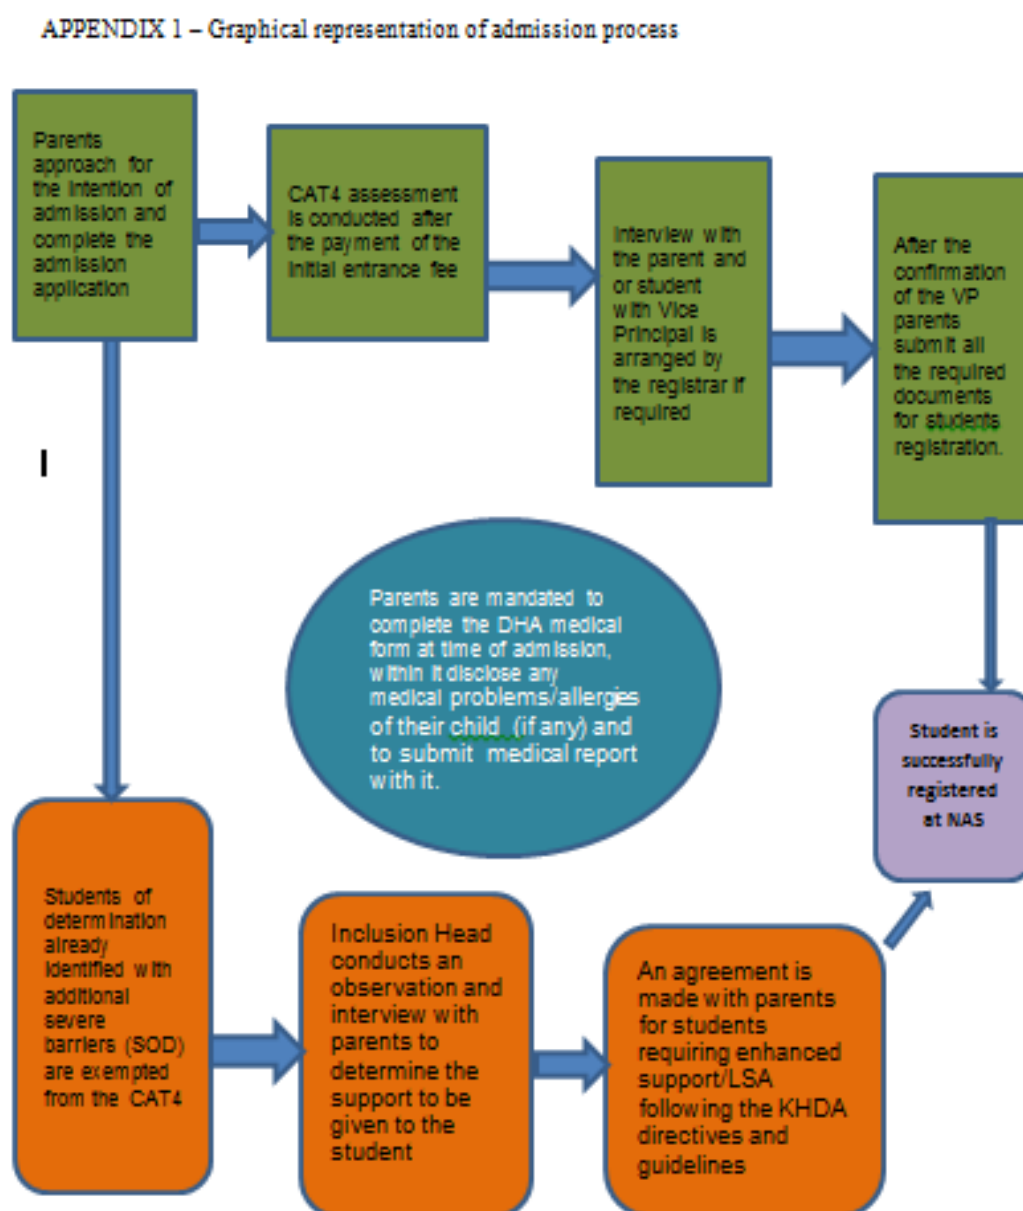 APPENDIX 1 – Graphical representation of admission process
Parents
approach for
the intention of
admission and
complete the
admission
application
CAT4 assessment
is conducted after
the payment of the
initial entrance fee
Interview with
the parent and
or student
with Vice
Principal is
arranged by
the registrar if
required
After the
confirmation
of the VP
parents
submit all
the required
documents
for students
registration.
I
Parents are mandated to
complete the DHA medical
form at time of admission,
within it disclose any
medical problems/allergies
of their child (if any) and
to submit medical report
with it.
Student is
successfully
registered
at NAS
Students of
determination
already
identified with
additional
severe
barriers (SOD)
are exempted
from the CAT4
Inclusion Head
conducts an
observation and
interview with
parents to
determine the
support to be
given to the
student
An agreement is
made with parents
for students
requiring enhanced
support/LSA
following the KHDA
directives and
guidelines